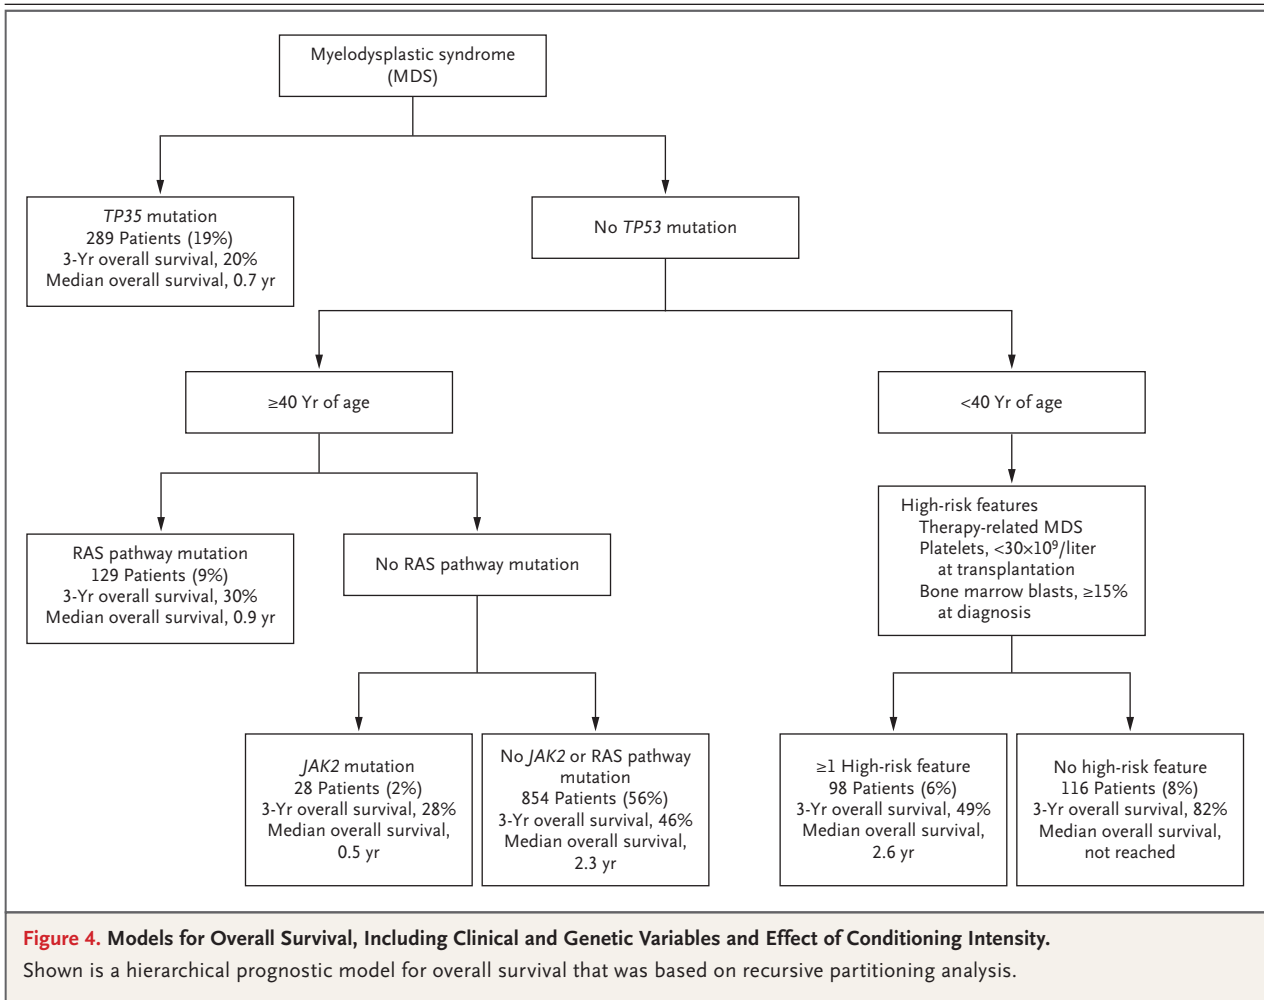 Myelodysplastic syndrome
(MDS)
TP35 mutation
289 Patients (19%)
3-Yr overall survival, 20%
Median overall survival, 0.7 yr
No TP53 mutation
≥40 Yr of age
<40 Yr of age
RAS pathway mutation
129 Patients (9%)
3-Yr overall survival, 30%
Median overall survival, 0.9 yr
No RAS pathway mutation
High-risk features
Therapy-related MDS
Platelets, <30×10⁹/liter
at transplantation
Bone marrow blasts, ≥15%
at diagnosis
JAK2 mutation
28 Patients (2%)
3-Yr overall survival, 28%
Median overall survival,
0.5 yr
No JAK2 or RAS pathway
mutation
854 Patients (56%)
3-Yr overall survival, 46%
Median overall survival,
2.3 yr
≥1 High-risk feature
98 Patients (6%)
3-Yr overall survival, 49%
Median overall survival,
2.6 yr
No high-risk feature
116 Patients (8%)
3-Yr overall survival, 82%
Median overall survival,
not reached
Figure 4. Models for Overall Survival, Including Clinical and Genetic Variables and Effect of Conditioning Intensity.
Shown is a hierarchical prognostic model for overall survival that was based on recursive partitioning analysis.